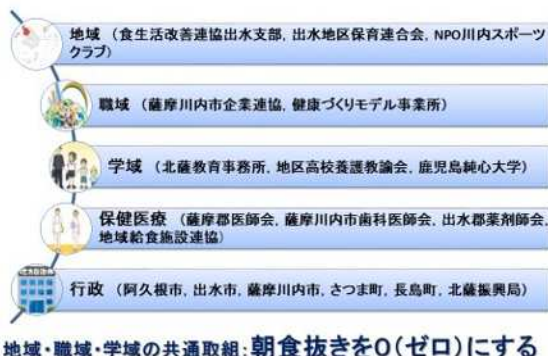 地域 （食生活改善連協出水支部, 出水地区保育連合会, NPO川内スポーツ
クラブ）
職域 （薩摩川内市企業連協, 健康づくりモデル事業所）
学域 （北薩教育事務所, 地区高校養護教諭会, 鹿児島純心大学）
保健医療 （薩摩郡医師会, 薩摩川内市歯科医師会, 出水郡薬剤師会,
地域給食施設連協）
行政 （阿久根市, 出水市, 薩摩川内市, さつま町, 長島町, 北薩振興局）
地域・職域・学域の共通取組：朝食抜きを0（ゼロ）にする